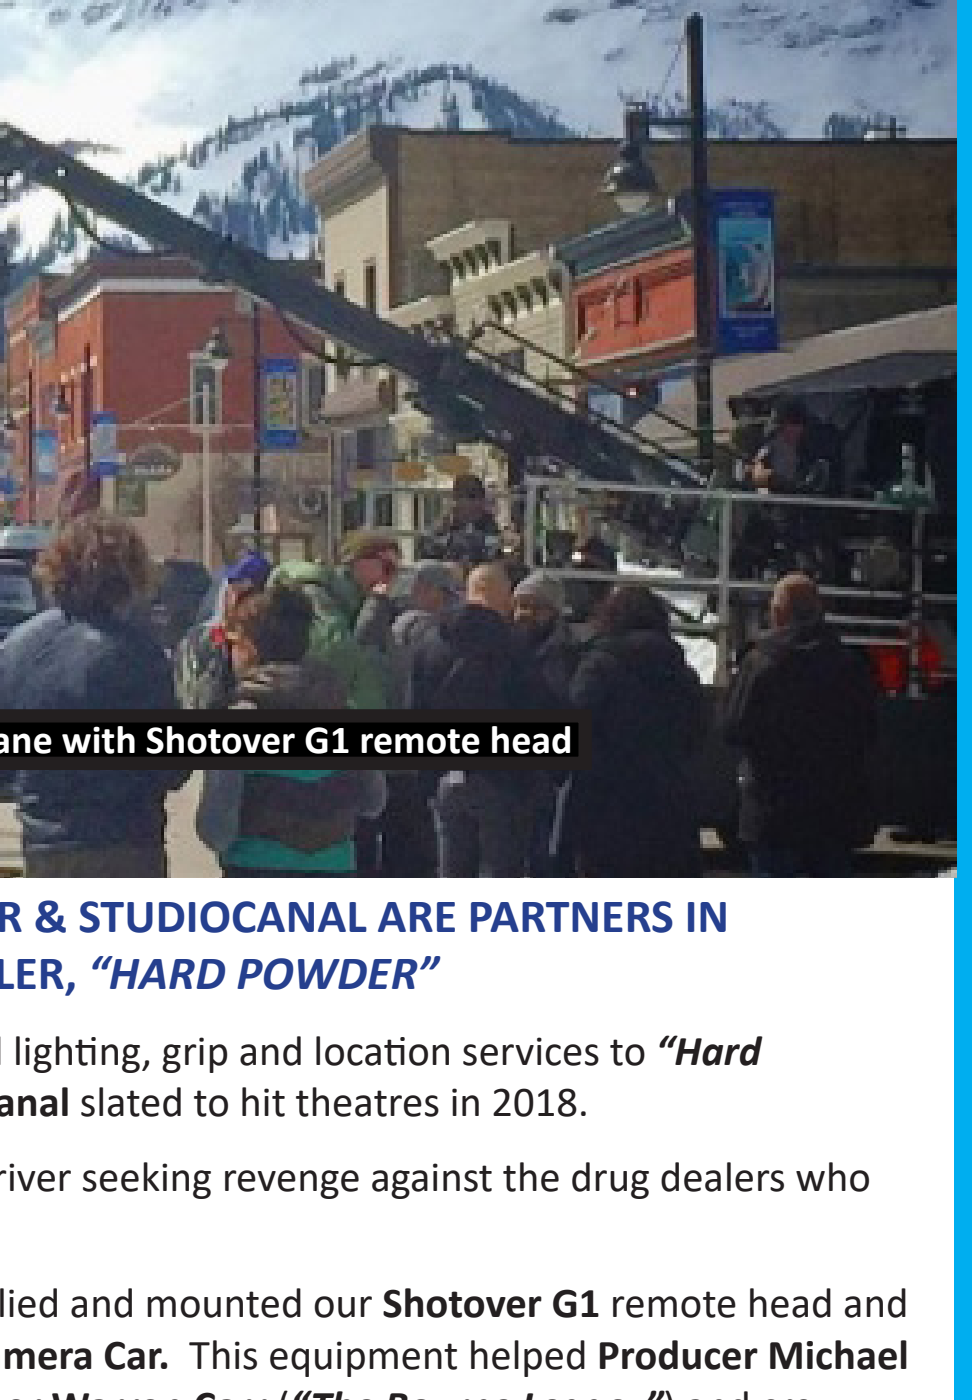 ane with Shotover G1 remote head
R & STUDIOCANAL ARE PARTNERS IN
LER, “HARD POWDER”
lighting, grip and location services to “Hard
anal slated to hit theatres in 2018.
river seeking revenge against the drug dealers who
lied and mounted our Shotover G1 remote head and
mera Car. This equipment helped Producer Michael